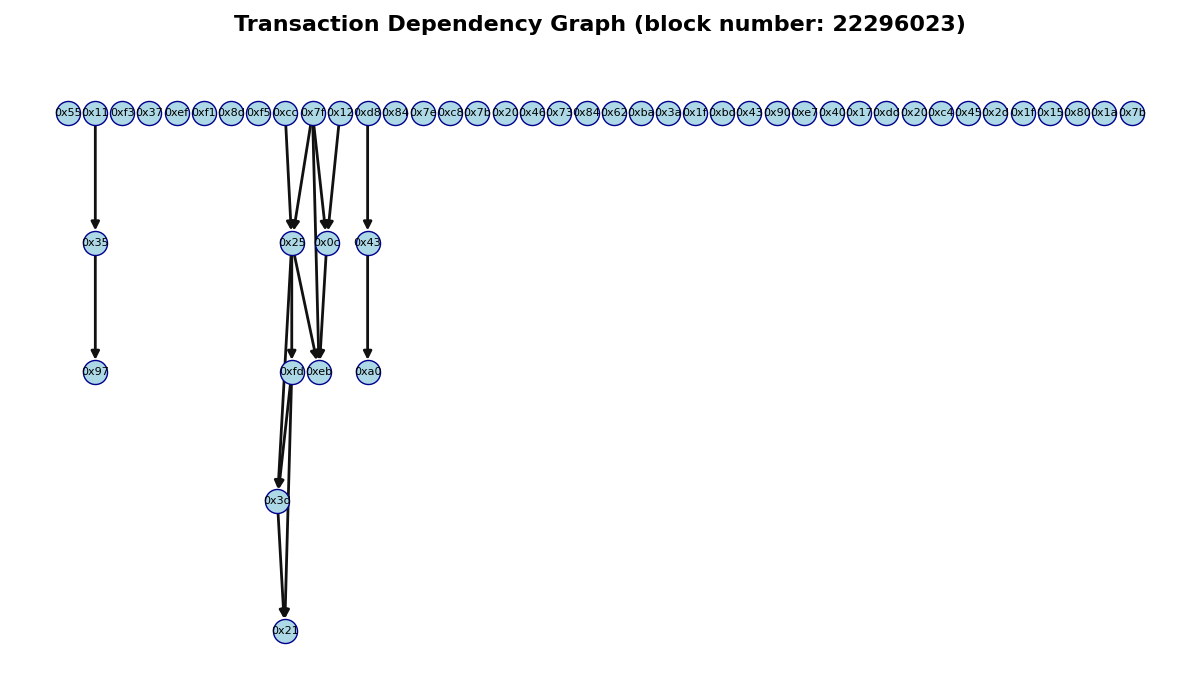 Transaction Dependency Graph (block number: 22296023)
0x55 0x11 0xf3 0x37 0xef 0xf1 0x8d 0xf5 0xcc 0x7f 0x12 0xd8 0x84 0x7e 0xc8 0x7b 0x20 0x46 0x73 0x84 0x62 0xba 0x3a 0x1f 0xbd 0x43 0x90 0xe7 0x40 0x17 0xdd 0x20 0xc4 0x45 0x2d 0x1f 0x15 0x80 0x1a 0x7b
0x35 0x25 0x0c 0x43
0x97 0xfd 0xeb 0xa0
0x3c
0x21